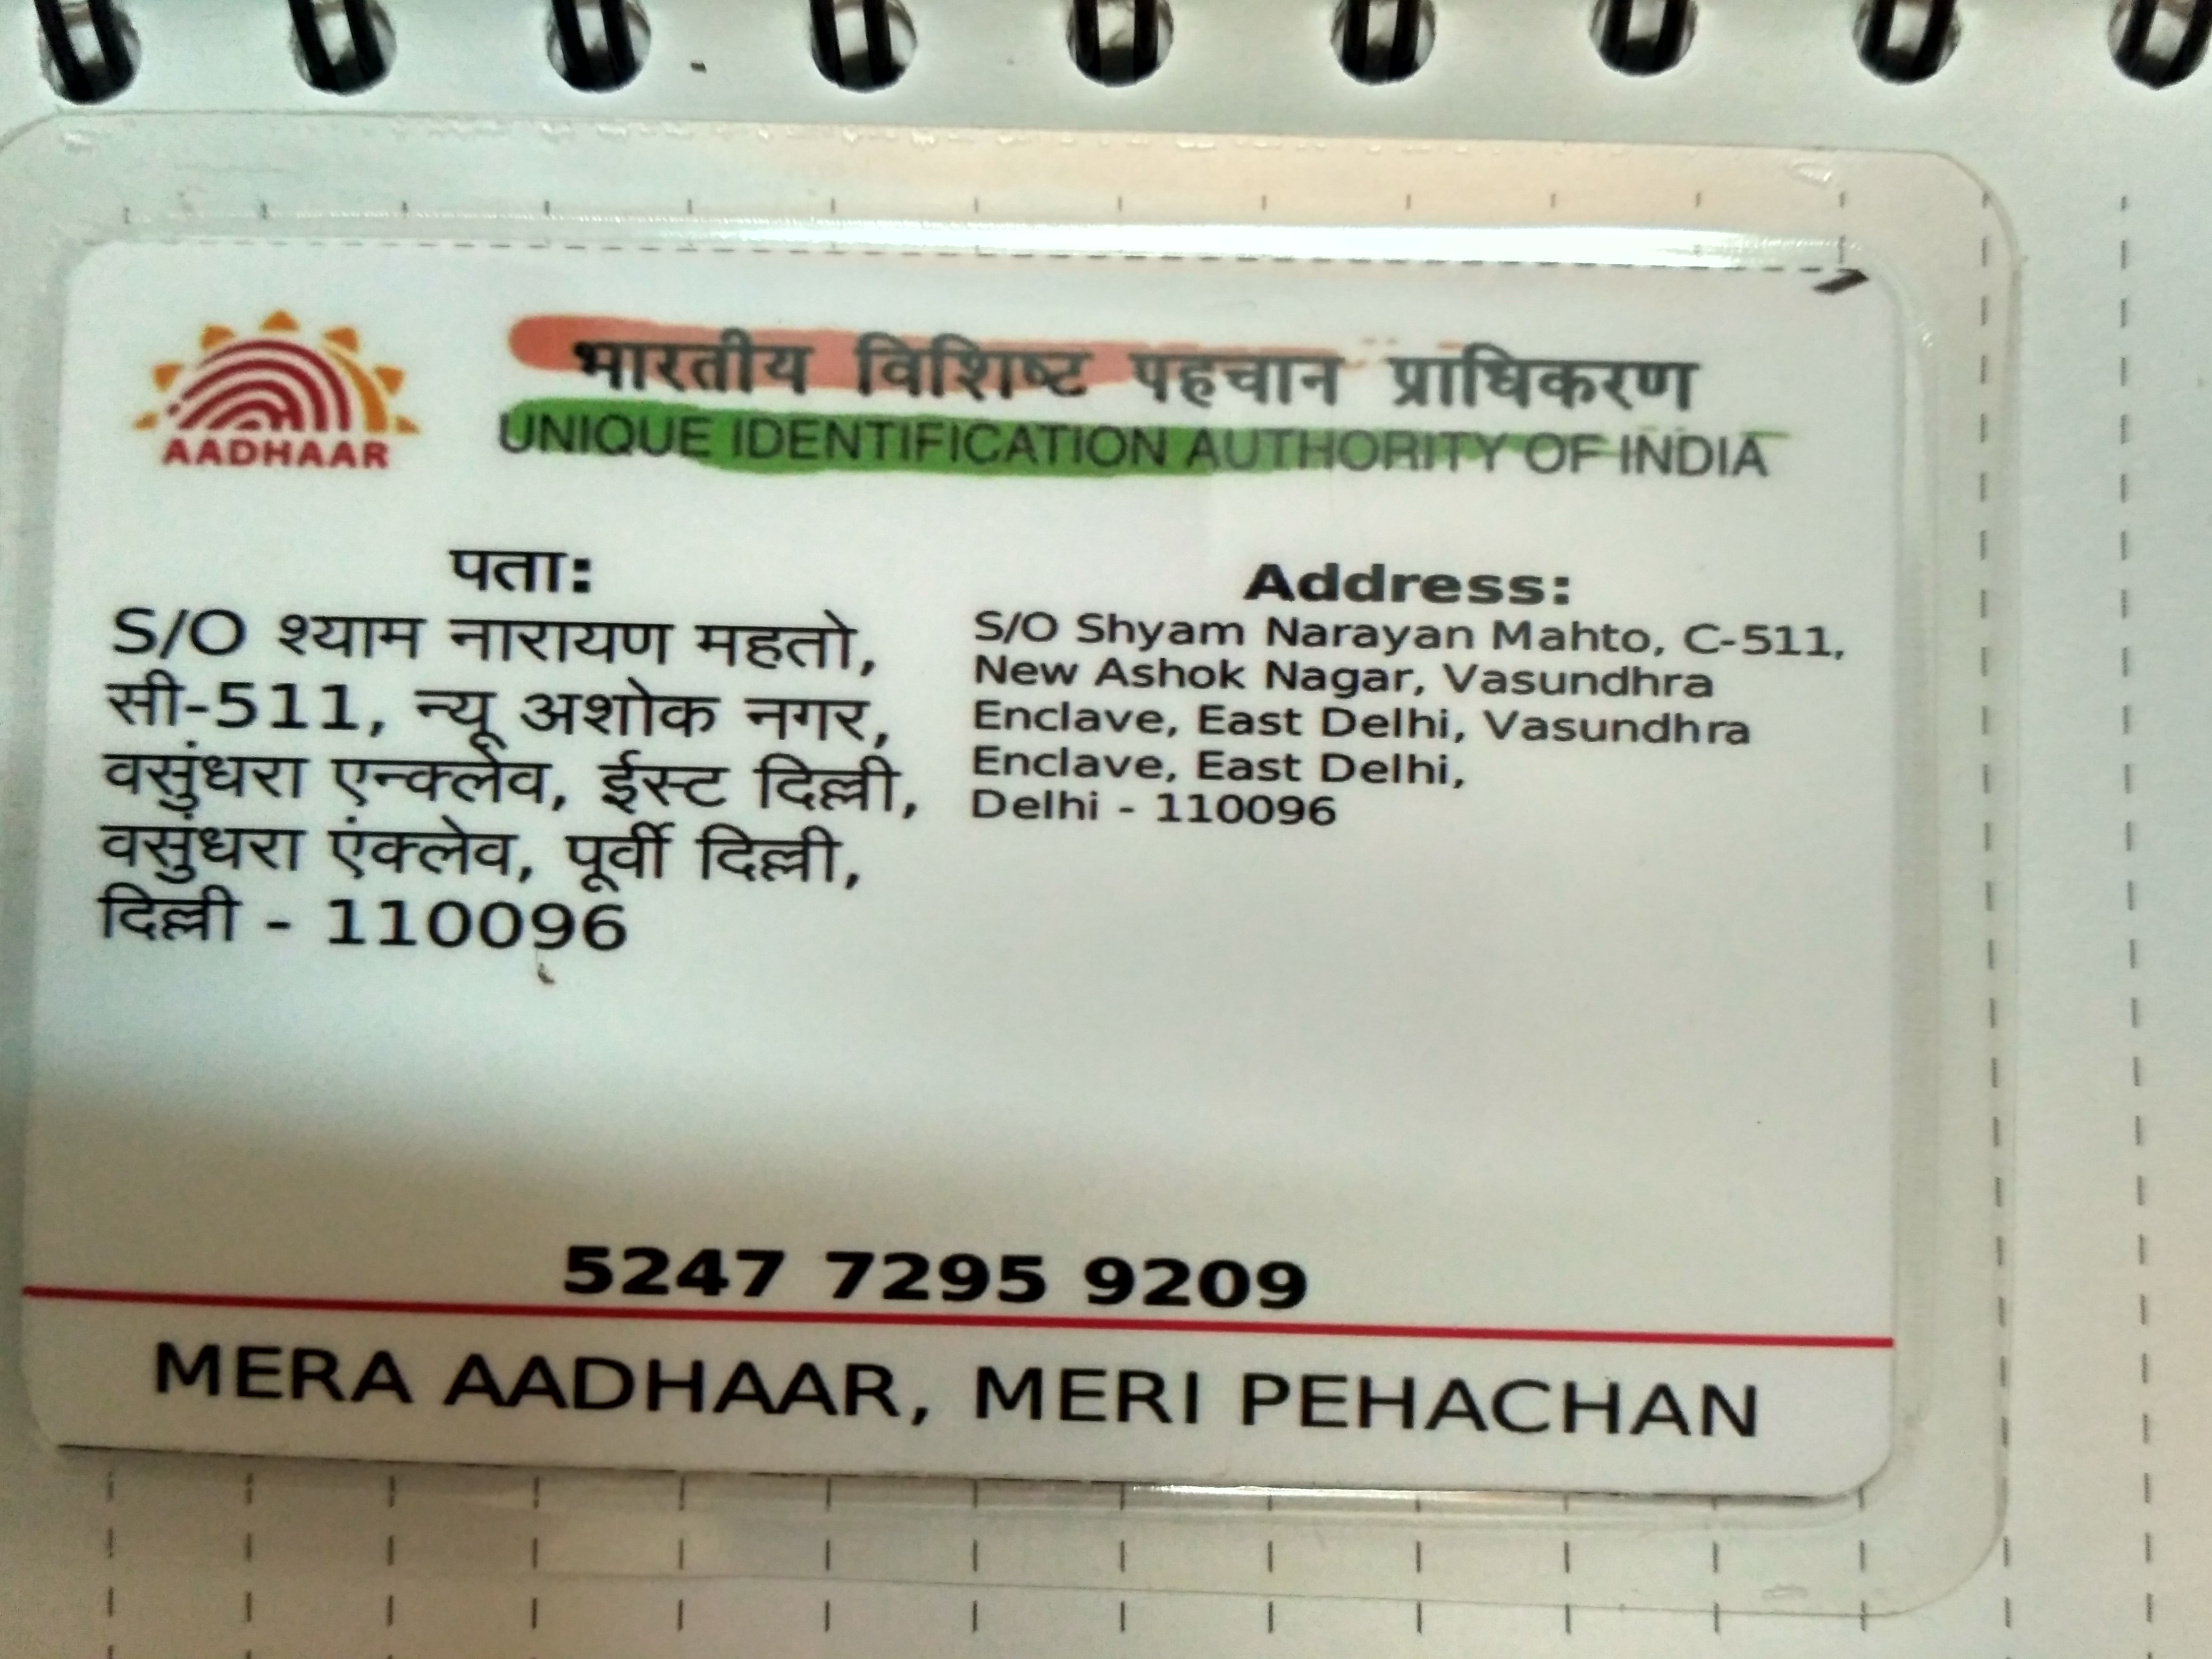 AADHAAR
भारतीय विशिष्ट पहचान प्राधिकरण
UNIQUE IDENTIFICATION AUTHORITY OF INDIA
पता:
S/O श्याम नारायण महतो,
सी-511, न्यू अशोक नगर,
वसुंधरा एन्क्लेव, ईस्ट दिल्ली,
वसुंधरा एंक्लेव, पूर्वी दिल्ली,
दिल्ली - 110096
Address:
S/O Shyam Narayan Mahto, C-511,
New Ashok Nagar, Vasundhra
Enclave, East Delhi, Vasundhra
Enclave, East Delhi,
Delhi - 110096
5247 7295 9209
MERA AADHAAR, MERI PEHACHAN